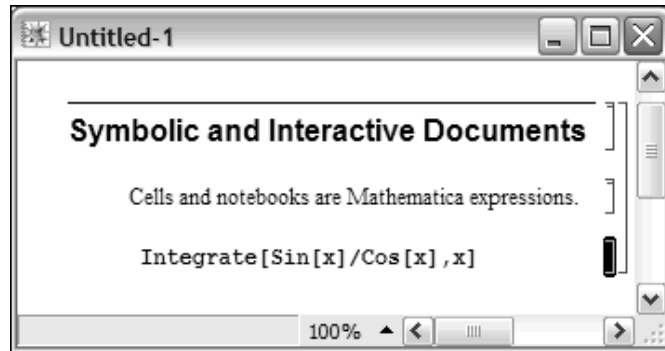 Untitled-1
Symbolic and Interactive Documents
Cells and notebooks are Mathematica expressions.
Integrate[Sin[x]/Cos[x],x]
100%